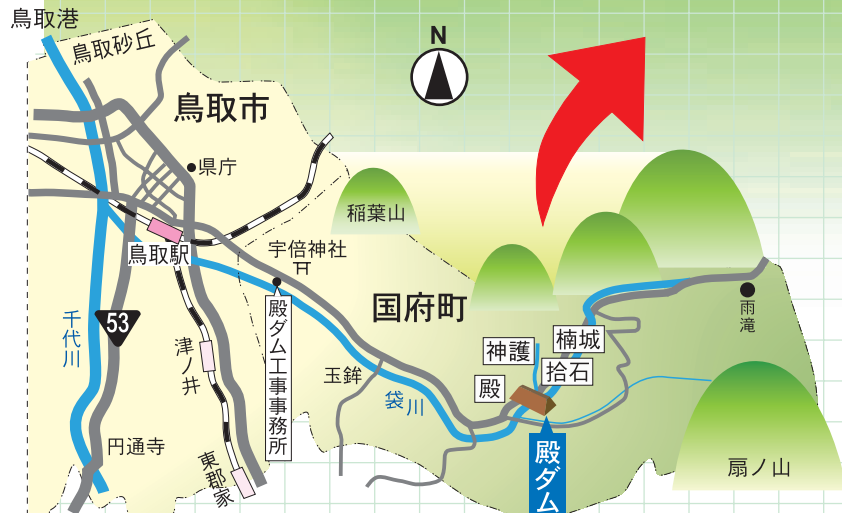 鳥取港
鳥取砂丘
N
鳥取市
県庁
稲葉山
鳥取駅
宇倍神社
国府町
雨滝
53
千代川
津ノ井
殿ダム工事事務所
玉鉾
袋川
神護
楠城
拾石
殿
殿ダム
円通寺
東郡家
扇ノ山